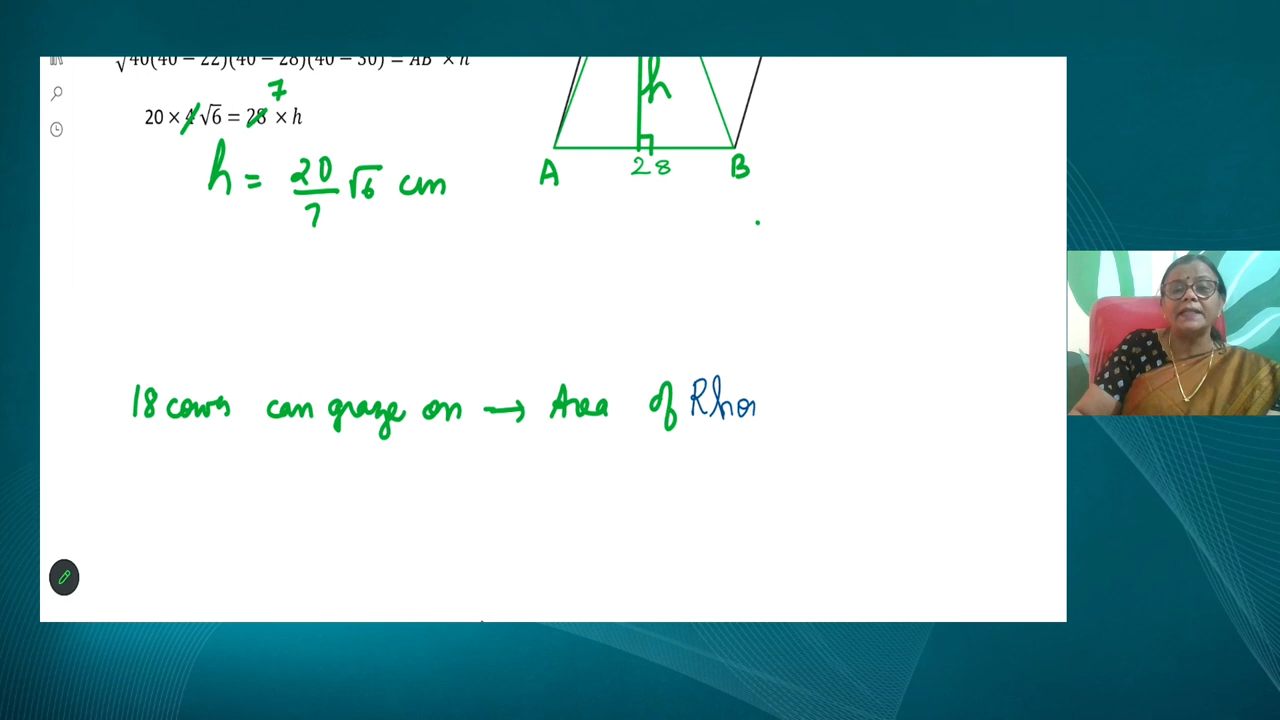 √40(40 − 22)(40 − 28)(40 − 30) = AB × h
7
20 × 4√6 = 28 × h
h = 20/7 √6 cm
h
A 28 B
18 cows can graze on → Area of Rhom